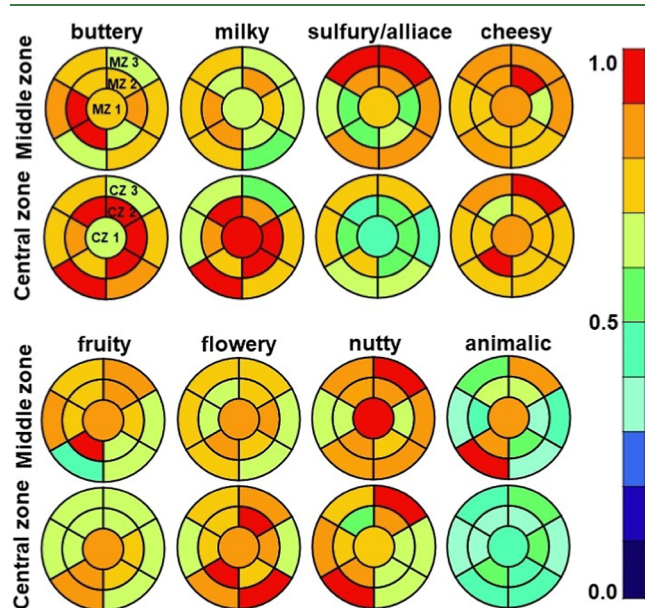 buttery milky sulfury/alliace cheesy
1.0
MZ 3
MZ 2
MZ 1
Middle zone
CZ 3
CZ 2
CZ 1
Central zone
0.5
fruity flowery nutty animalic
Middle zone
Central zone
0.0